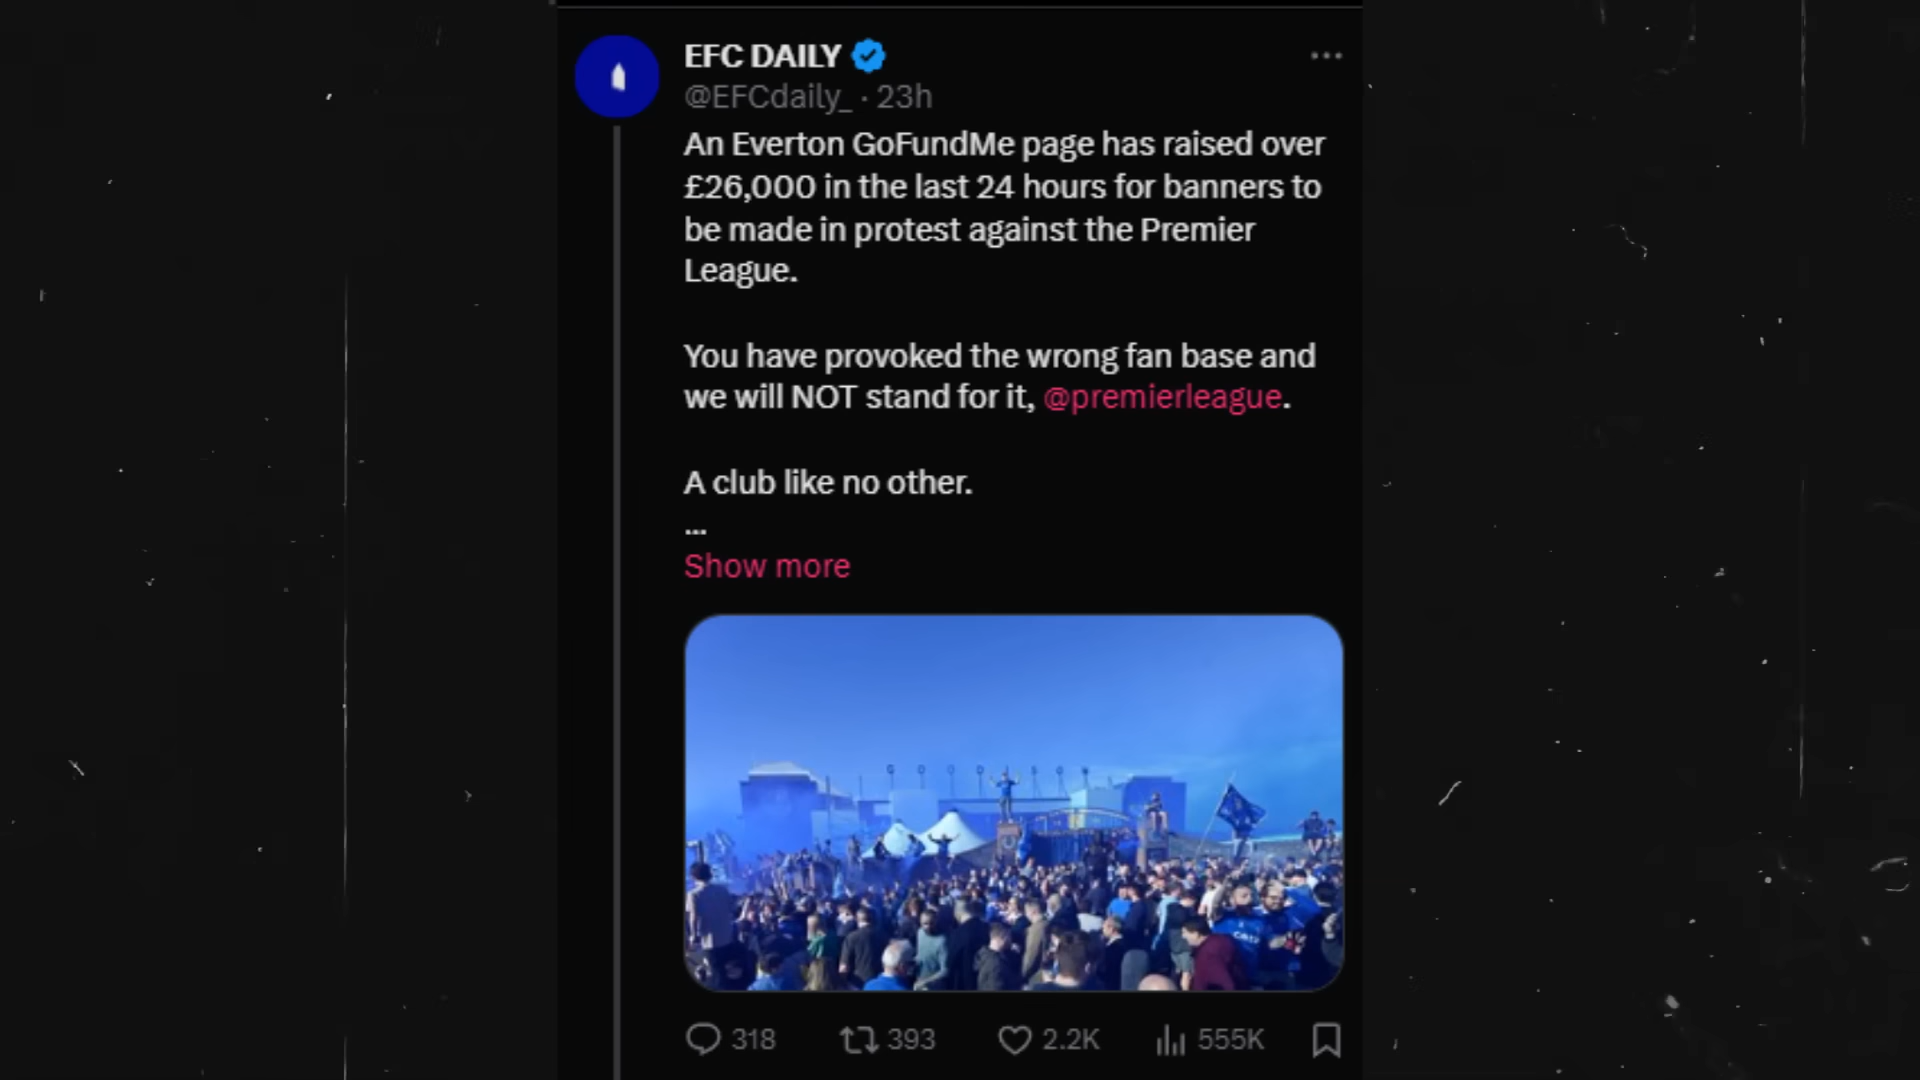 EFC DAILY
@EFCdaily_ · 23h
An Everton GoFundMe page has raised over
£26,000 in the last 24 hours for banners to
be made in protest against the Premier
League.
You have provoked the wrong fan base and
we will NOT stand for it, @premierleague.
A club like no other.
...
Show more
318 393 2.2K 555K